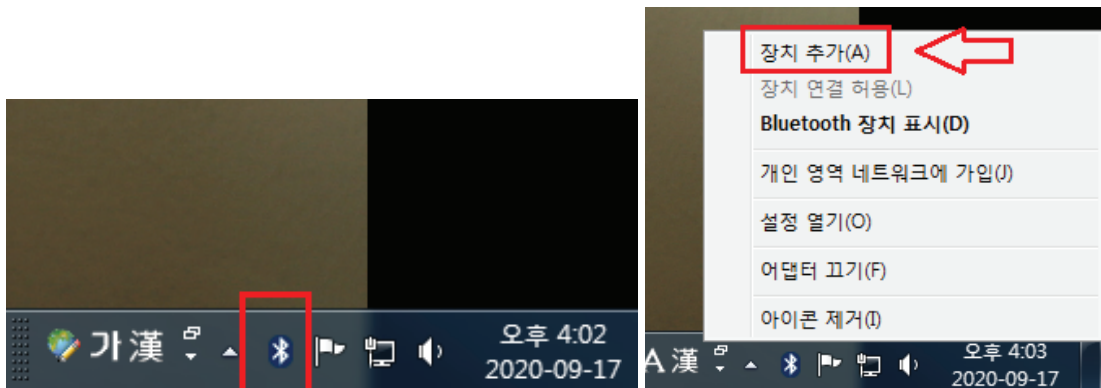 가漢
오후 4:02
2020-09-17
장치 추가(A)
장치 연결 허용(L)
Bluetooth 장치 표시(D)
개인 영역 네트워크에 가입(J)
설정 열기(O)
어댑터 끄기(F)
아이콘 제거(I)
A漢
오후 4:03
2020-09-17